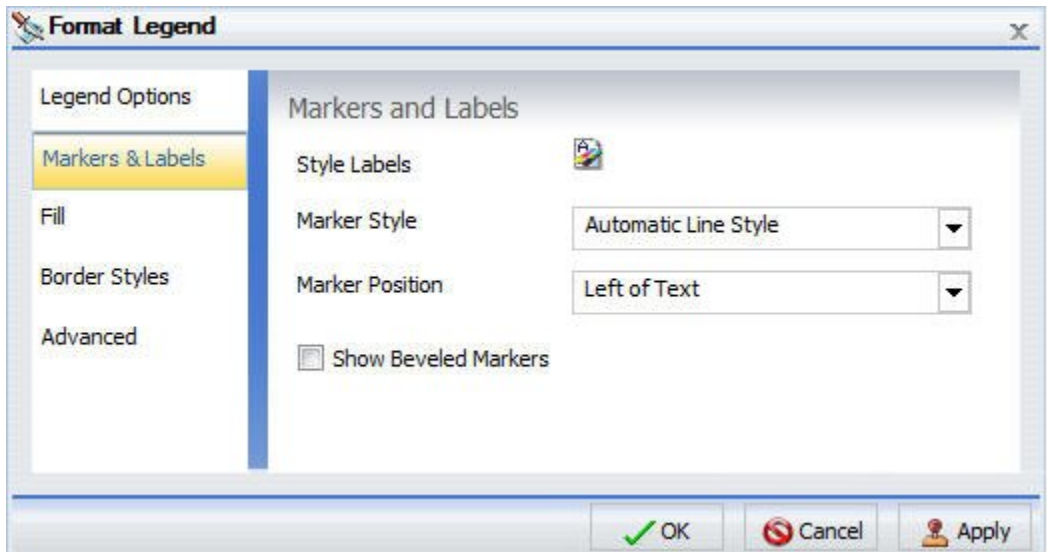 Format Legend
Legend Options
Markers & Labels
Fill
Border Styles
Advanced
Markers and Labels
Style Labels
Marker Style
Automatic Line Style
Marker Position
Left of Text
Show Beveled Markers
OK
Cancel
Apply